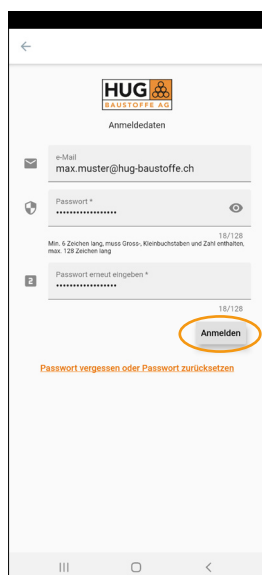 HUG
BAUSTOFFE AG
Anmeldedaten
e-Mail
max.muster@hug-baustoffe.ch
Passwort *
••••••••••••••••••
18/128
Min. 6 Zeichen lang, muss Gross-, Kleinbuchstaben und Zahl enthalten,
max. 128 Zeichen lang
2
Passwort erneut eingeben *
••••••••••••••••••
18/128
Anmelden
Passwort vergessen oder Passwort zurücksetzen